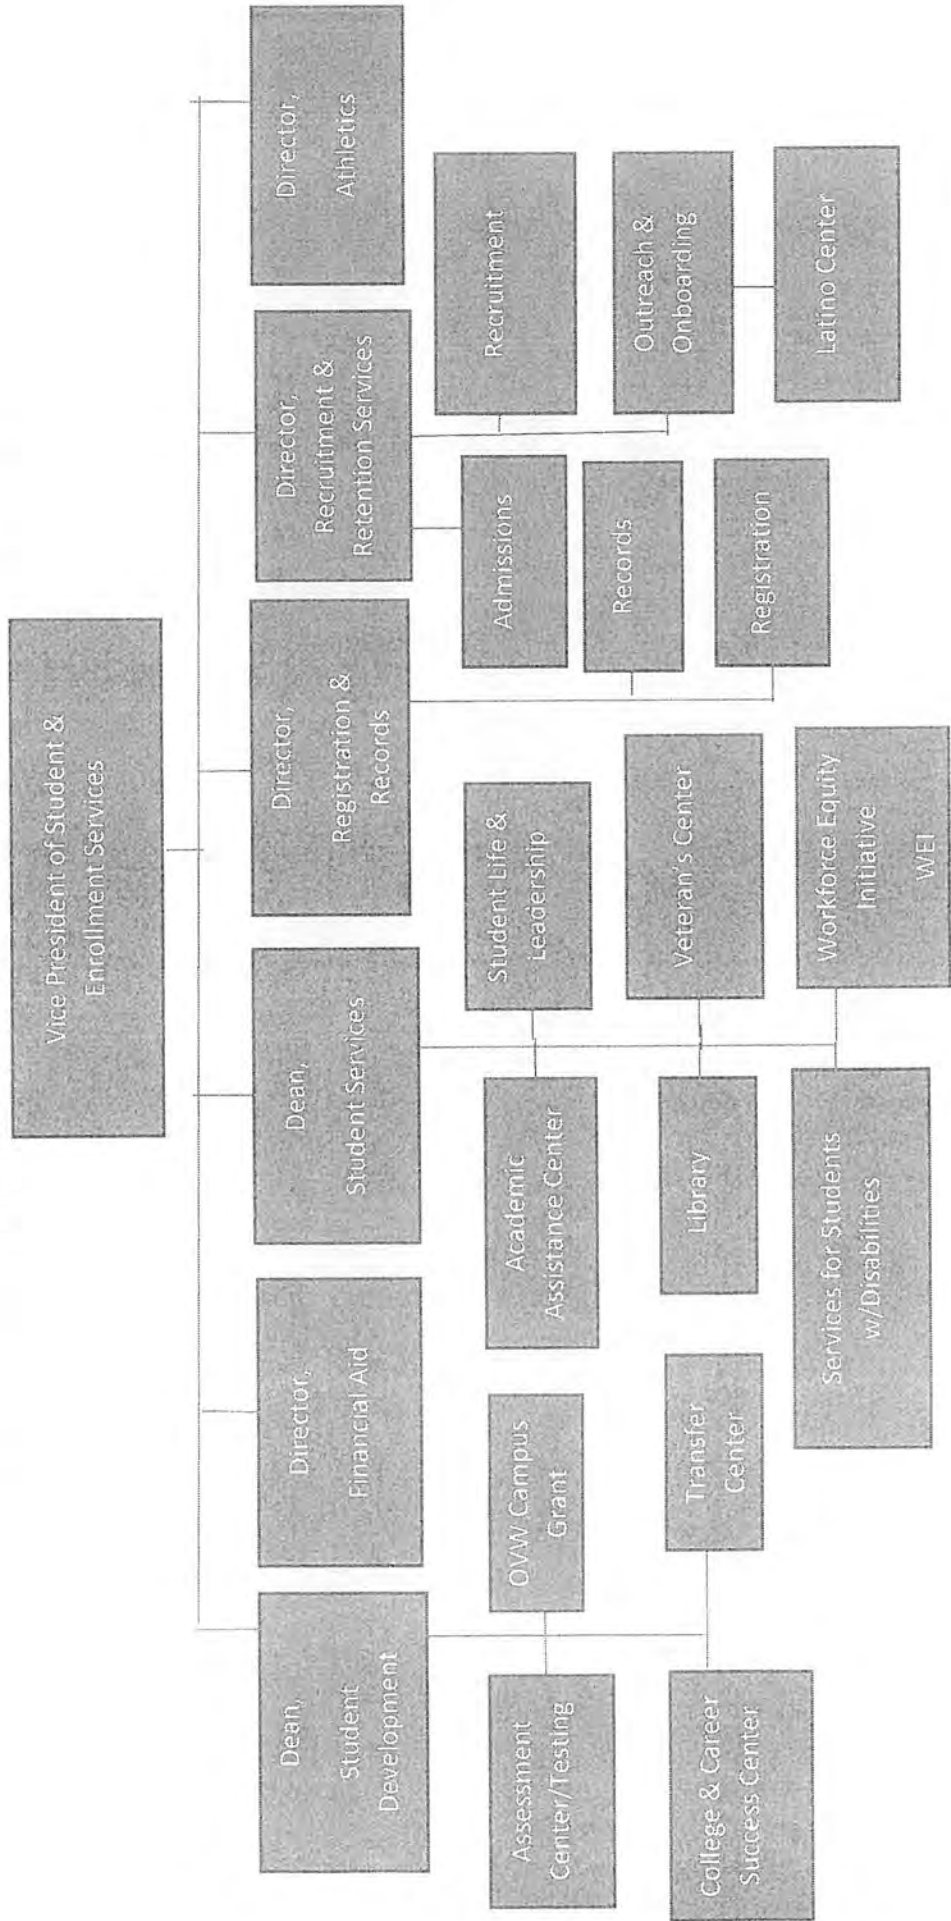 Vice President of Student &
Enrollment Services
Dean,
Student
Development
Director,
Financial Aid
Dean,
Student Services
Director,
Registration &
Records
Director,
Recruitment &
Retention Services
Director,
Athletics
Assessment
Center/Testing
OVW Campus
Grant
College & Career
Success Center
Transfer
Center
Academic
Assistance Center
Student Life &
Leadership
Library
Veteran's Center
Services for Students
w/Disabilities
Workforce Equity
Initiative
WEI
Records
Registration
Admissions
Recruitment
Outreach &
Onboarding
Latino Center